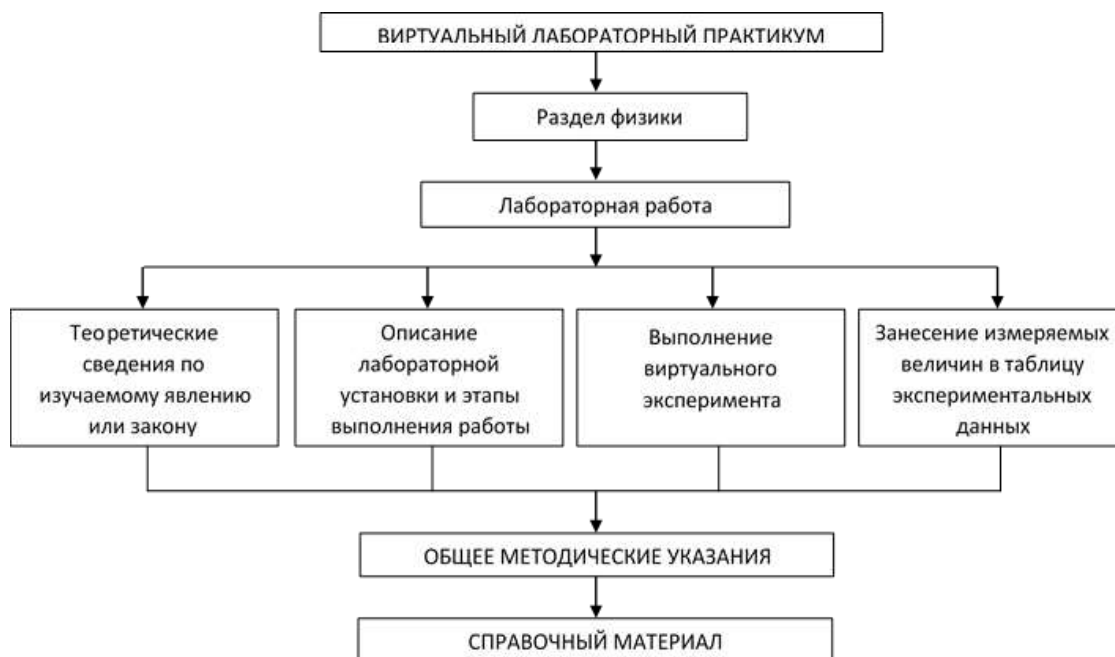 ВИРТУАЛЬНЫЙ ЛАБОРАТОРНЫЙ ПРАКТИКУМ
Раздел физики
Лабораторная работа
Теоретические
сведения по
изучаемому явлению
или закону
Описание
лабораторной
установки и этапы
выполнения работы
Выполнение
виртуального
эксперимента
Занесение измеряемых
величин в таблицу
экспериментальных
данных
ОБЩЕЕ МЕТОДИЧЕСКИЕ УКАЗАНИЯ
СПРАВОЧНЫЙ МАТЕРИАЛ